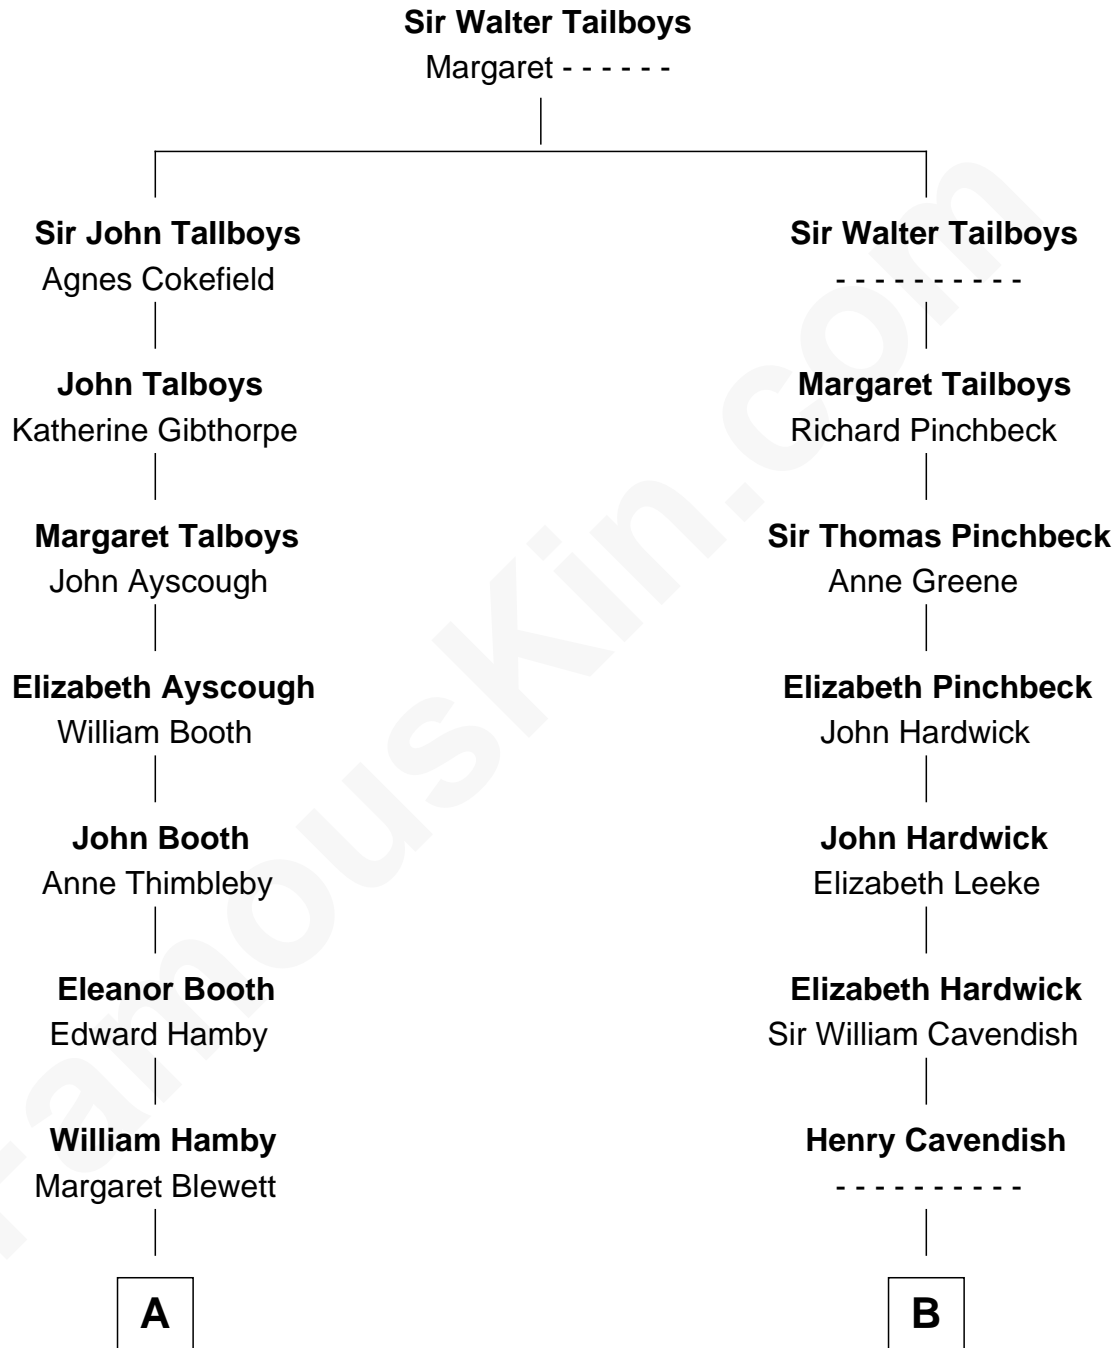 Sir Walter Tailboys
Margaret - - - - - -
Sir John Tallboys
Agnes Cokefield
John Talboys
Katherine Gibthorpe
Margaret Talboys
John Ayscough
Elizabeth Ayscough
William Booth
John Booth
Anne Thimbleby
Eleanor Booth
Edward Hamby
William Hamby
Margaret Blewett
A
Sir Walter Tailboys
- - - - - - - - - -
Margaret Tailboys
Richard Pinchbeck
Sir Thomas Pinchbeck
Anne Greene
Elizabeth Pinchbeck
John Hardwick
John Hardwick
Elizabeth Leeke
Elizabeth Hardwick
Sir William Cavendish
Henry Cavendish
- - - - - - - - - -
B
FamousKin.com